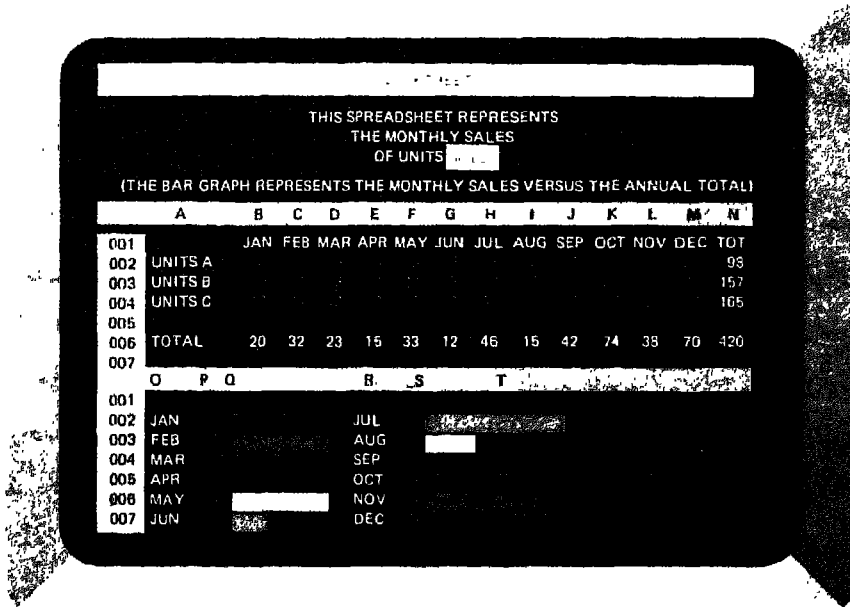 THIS SPREADSHEET REPRESENTS
THE MONTHLY SALES
OF UNITS
(THE BAR GRAPH REPRESENTS THE MONTHLY SALES VERSUS THE ANNUAL TOTAL)
A B C D E F G H I J K L M N
001 JAN FEB MAR APR MAY JUN JUL AUG SEP OCT NOV DEC TOT
002 UNITS A 98
003 UNITS B 157
004 UNITS C 165
005
006 TOTAL 20 32 23 15 33 12 46 15 42 74 38 70 420
007
O P Q R S T
001
002 JAN JUL
003 FEB AUG
004 MAR SEP
005 APR OCT
006 MAY NOV
007 JUN DEC